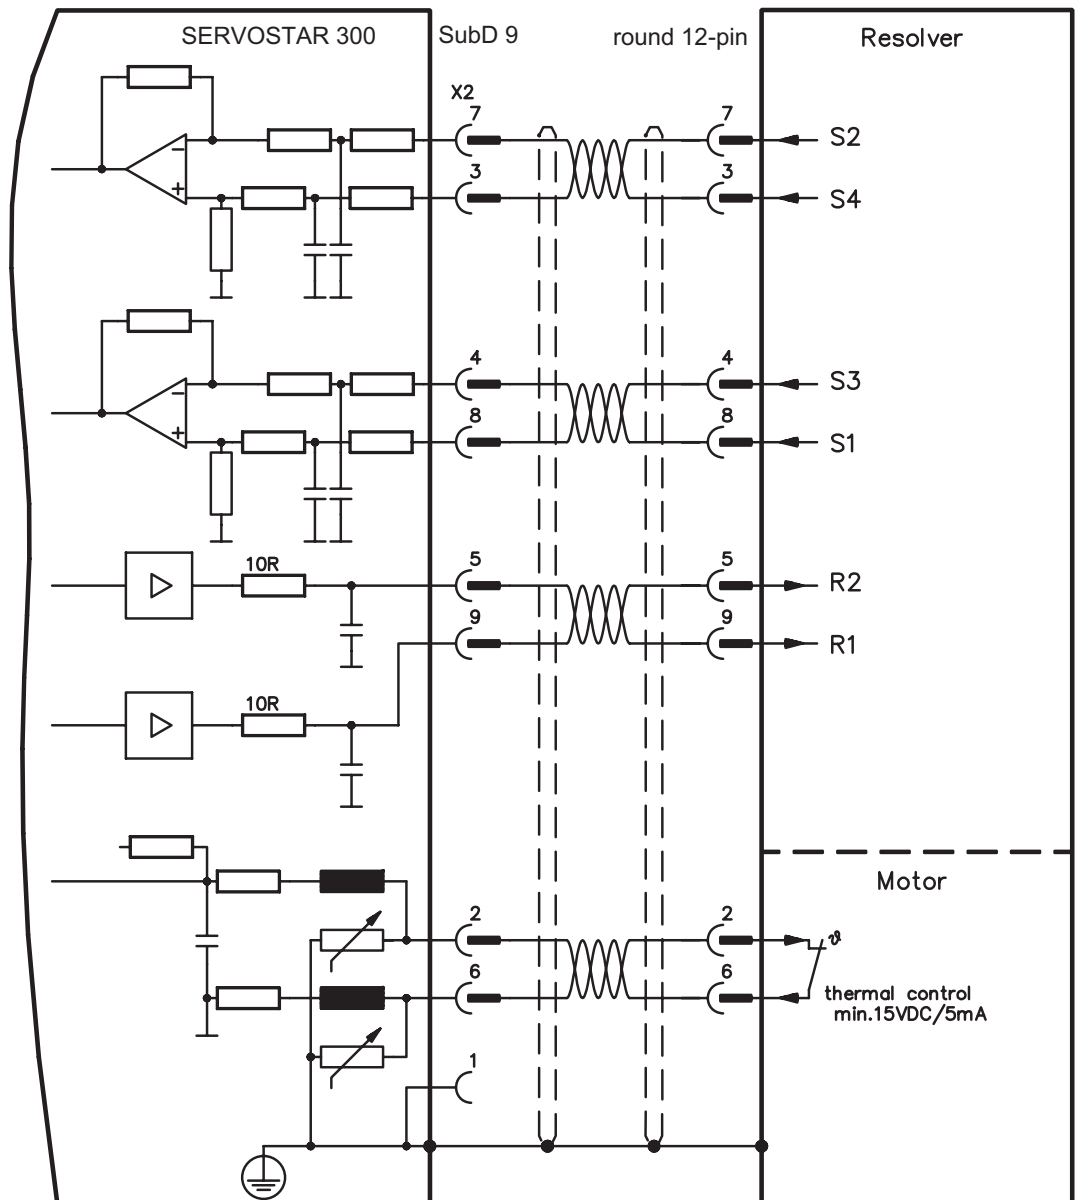 SERVOSTAR 300 SubD 9 round 12-pin Resolver
X2
7 7 S2
3 3 S4
4 4 S3
8 8 S1
10R 5 5 R2
9 9 R1
10R
Motor
2 2 ϑ
6 6
thermal control
min.15VDC/5mA
1